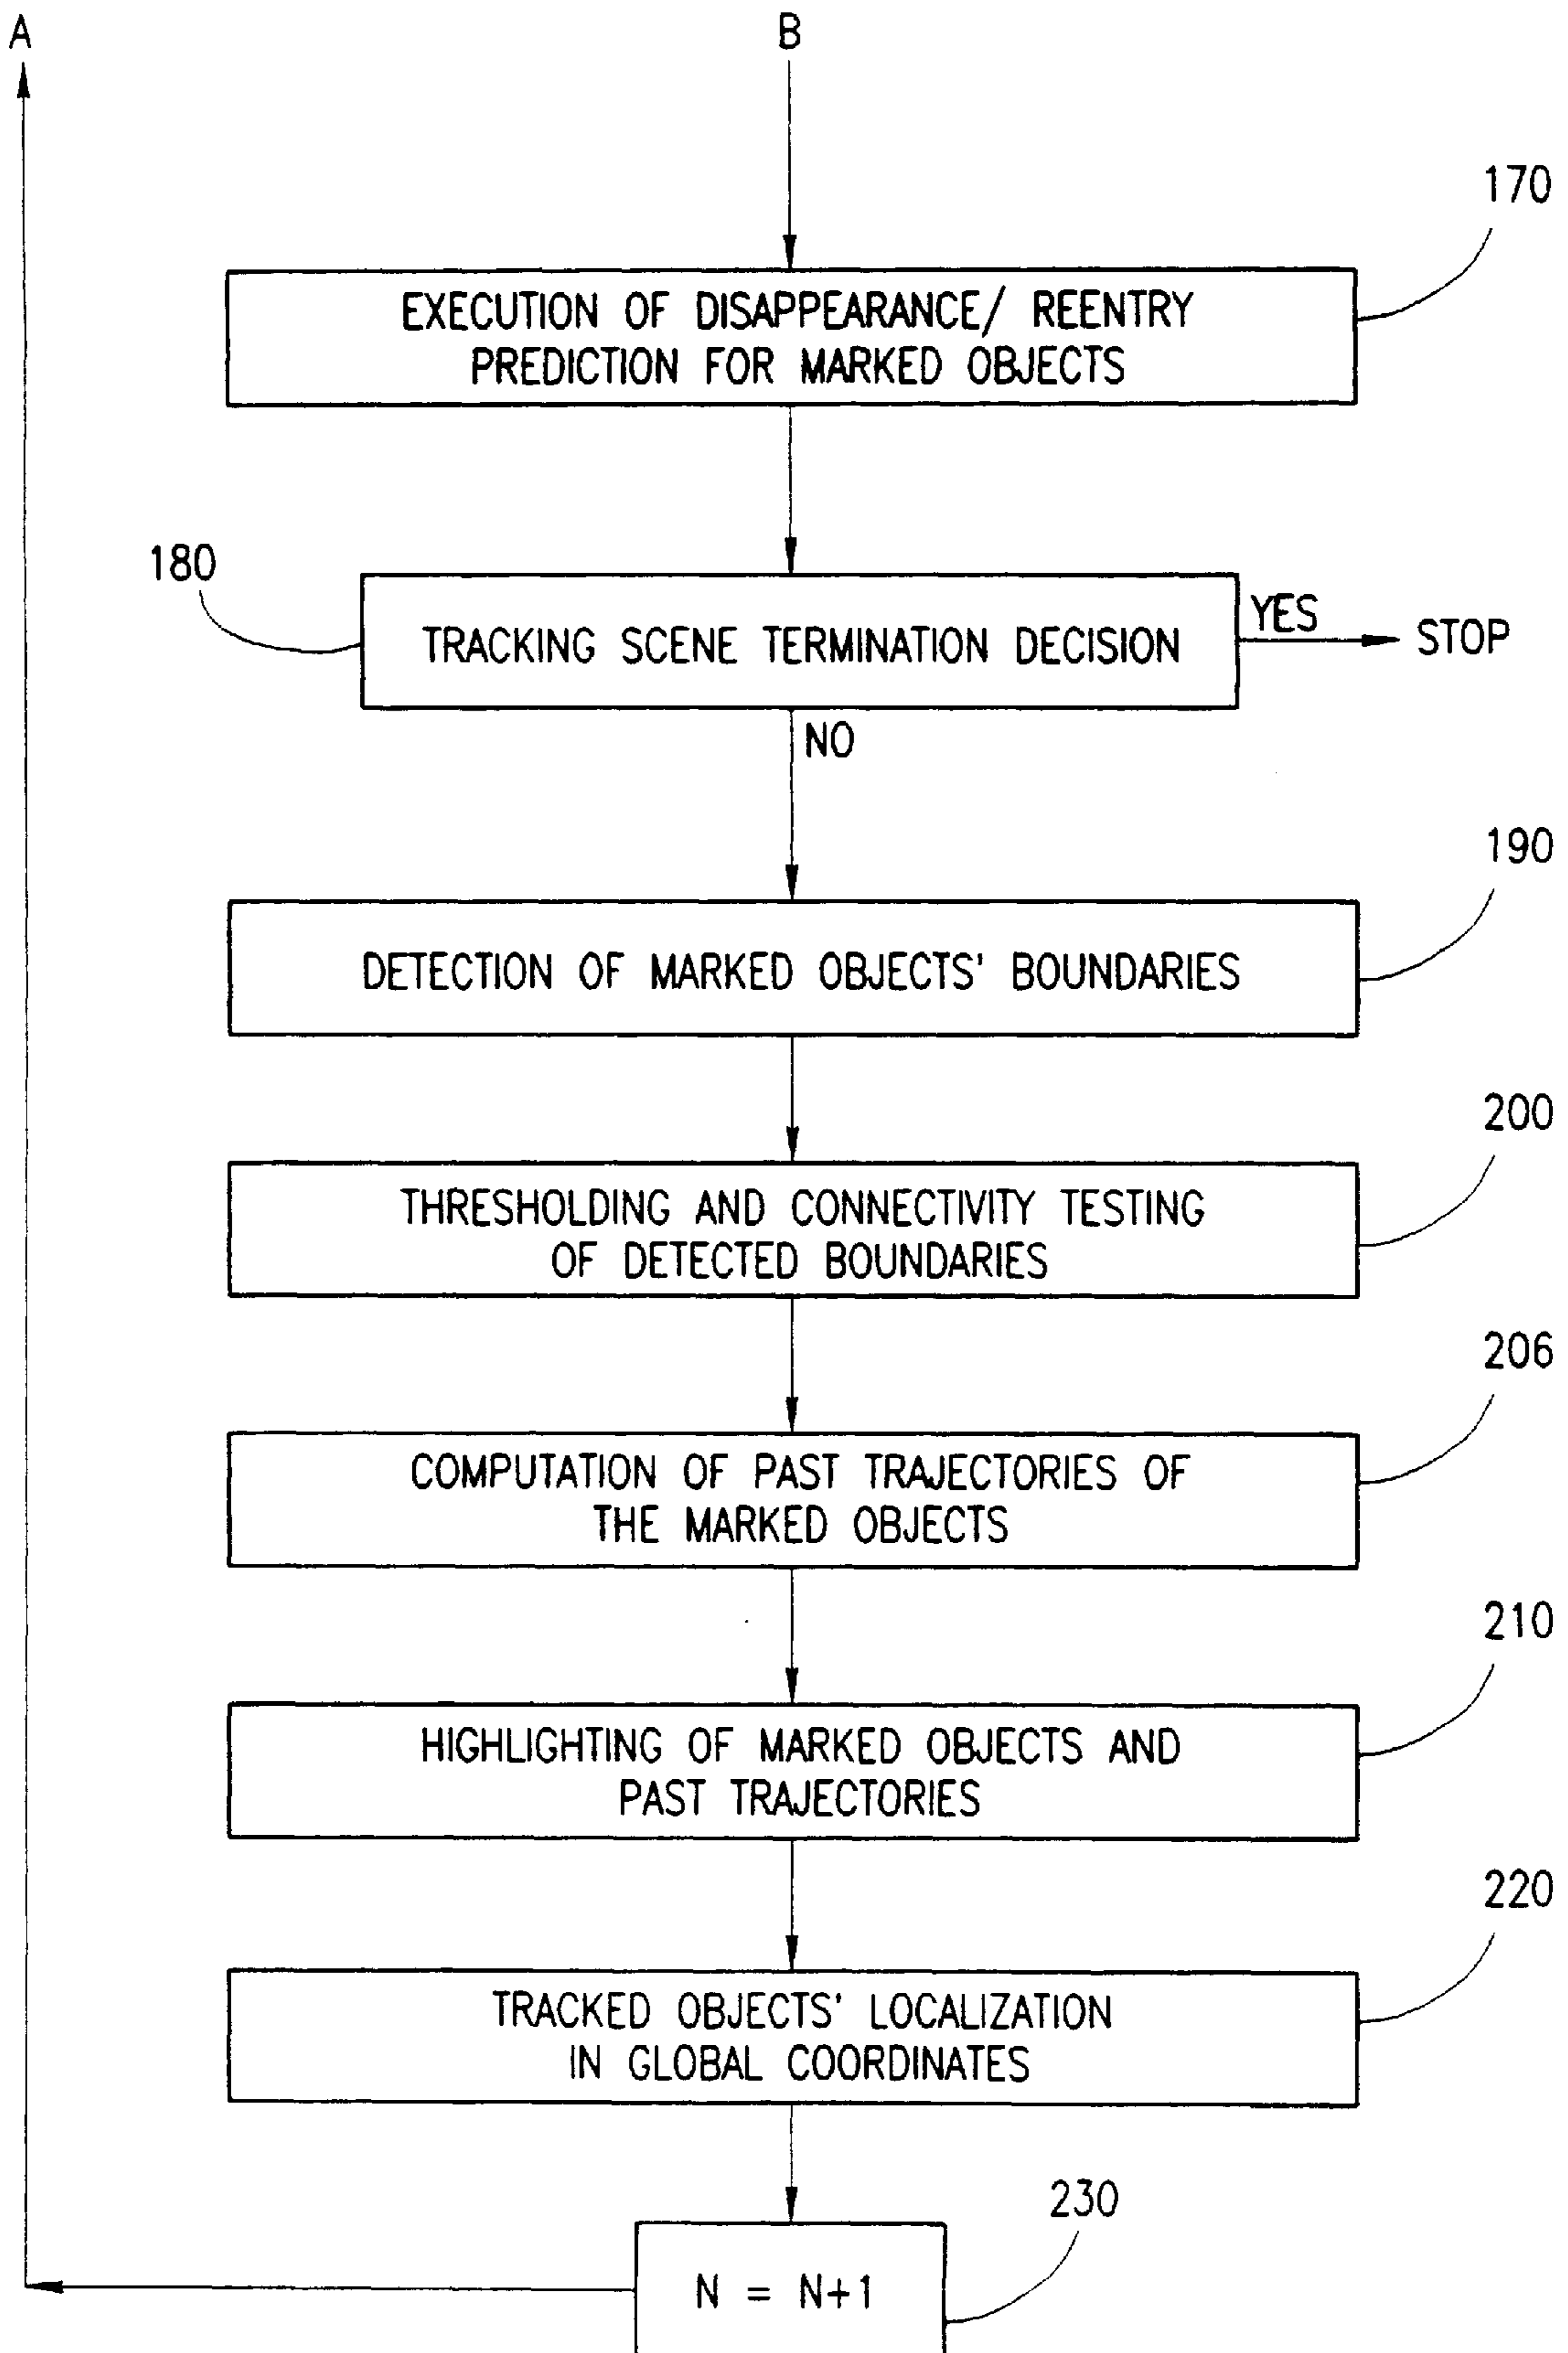 A
B
170
EXECUTION OF DISAPPEARANCE/ REENTRY
PREDICTION FOR MARKED OBJECTS
180
TRACKING SCENE TERMINATION DECISION
YES
STOP
NO
190
DETECTION OF MARKED OBJECTS' BOUNDARIES
200
THRESHOLDING AND CONNECTIVITY TESTING
OF DETECTED BOUNDARIES
206
COMPUTATION OF PAST TRAJECTORIES OF
THE MARKED OBJECTS
210
HIGHLIGHTING OF MARKED OBJECTS AND
PAST TRAJECTORIES
220
TRACKED OBJECTS' LOCALIZATION
IN GLOBAL COORDINATES
230
N = N+1